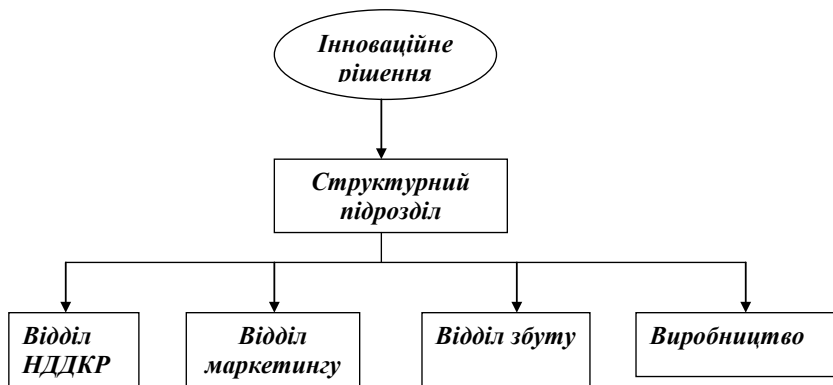 Інноваційне
рішення
Структурний
підрозділ
Відділ
НДДКР
Відділ
маркетингу
Відділ збуту
Виробництво